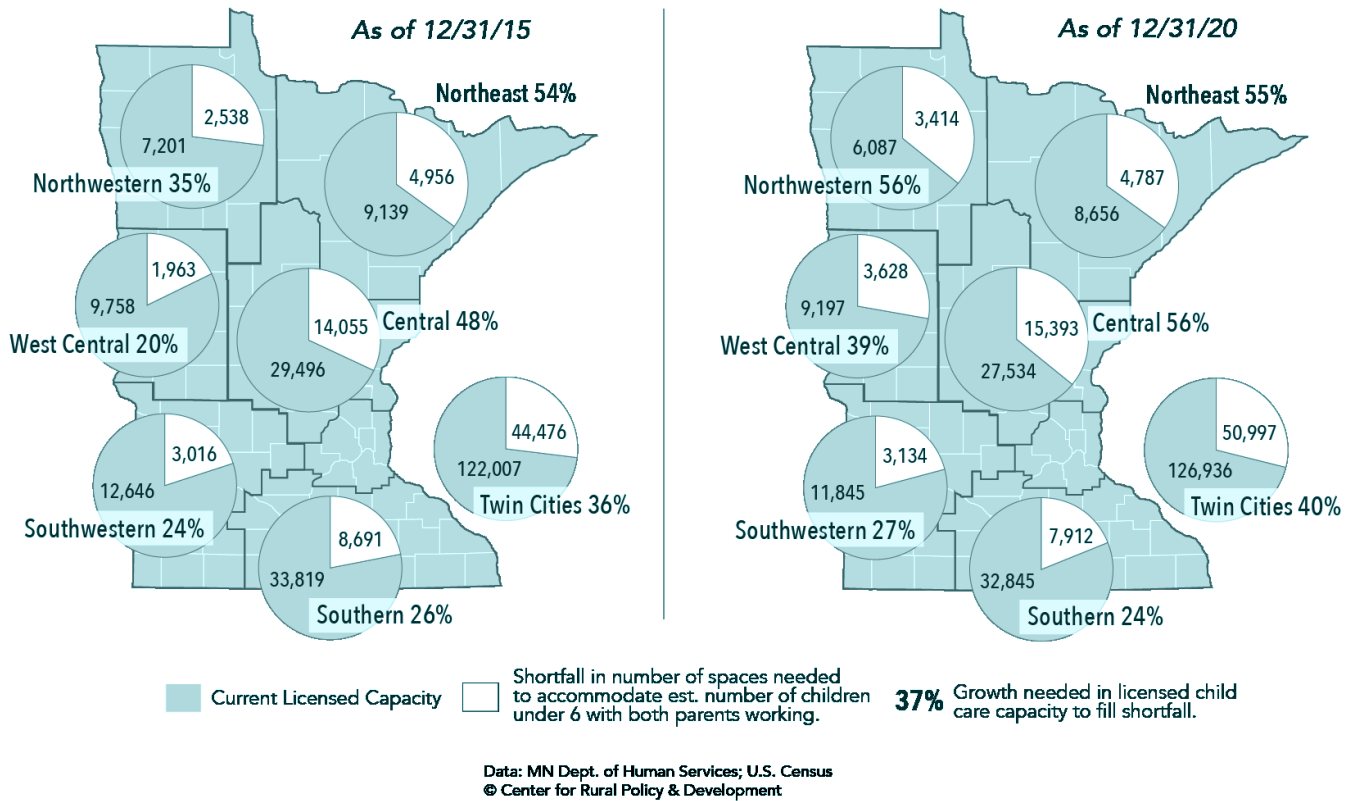 As of 12/31/15
Northeast 54%
2,538
7,201
Northwestern 35%
4,956
9,139
1,963
9,758
West Central 20%
14,055
29,496
Central 48%
3,016
12,646
Southwestern 24%
44,476
122,007
Twin Cities 36%
8,691
33,819
Southern 26%
As of 12/31/20
Northeast 55%
3,414
6,087
Northwestern 56%
4,787
8,656
3,628
9,197
West Central 39%
15,393
27,534
Central 56%
3,134
11,845
Southwestern 27%
50,997
126,936
Twin Cities 40%
7,912
32,845
Southern 24%
Current Licensed Capacity
Shortfall in number of spaces needed
to accommodate est. number of children
under 6 with both parents working.
37% Growth needed in licensed child
care capacity to fill shortfall.
Data: MN Dept. of Human Services; U.S. Census
© Center for Rural Policy & Development